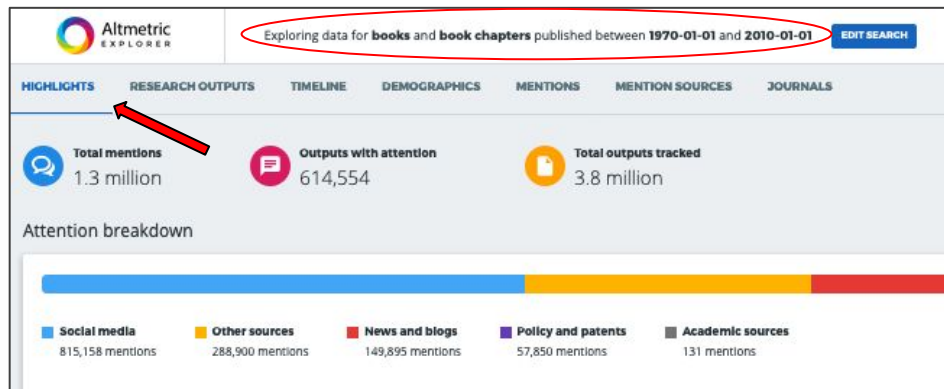 Altmetric
EXPLORER
Exploring data for books and book chapters published between 1970-01-01 and 2010-01-01
EDIT SEARCH
HIGHLIGHTS RESEARCH OUTPUTS TIMELINE DEMOGRAPHICS MENTIONS MENTION SOURCES JOURNALS
Total mentions
1.3 million
Outputs with attention
614,554
Total outputs tracked
3.8 million
Attention breakdown
Social media
815,158 mentions
Other sources
288,900 mentions
News and blogs
149,895 mentions
Policy and patents
57,850 mentions
Academic sources
131 mentions